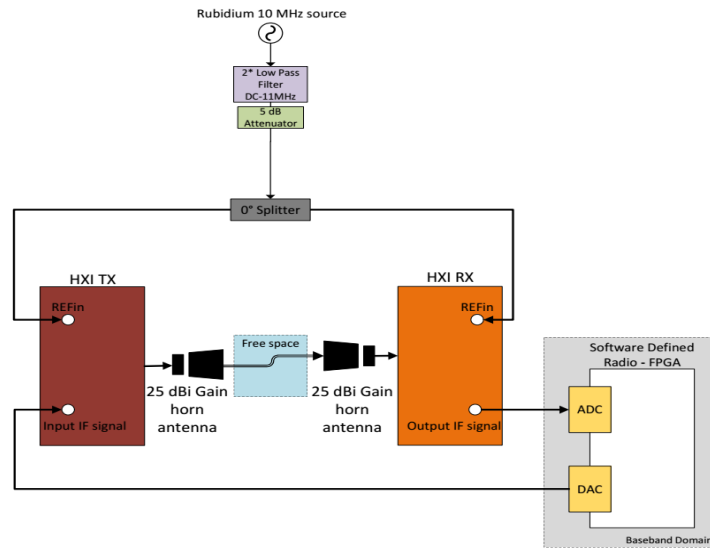 Rubidium 10 MHz source
2* Low Pass
Filter
DC-11MHz
5 dB
Attenuator
0° Splitter
HXI TX
HXI RX
REFin
REFin
Free space
Software Defined
Radio - FPGA
25 dBi Gain
horn
antenna
25 dBi Gain
horn
antenna
ADC
Input IF signal
Output IF signal
DAC
Baseband Domain